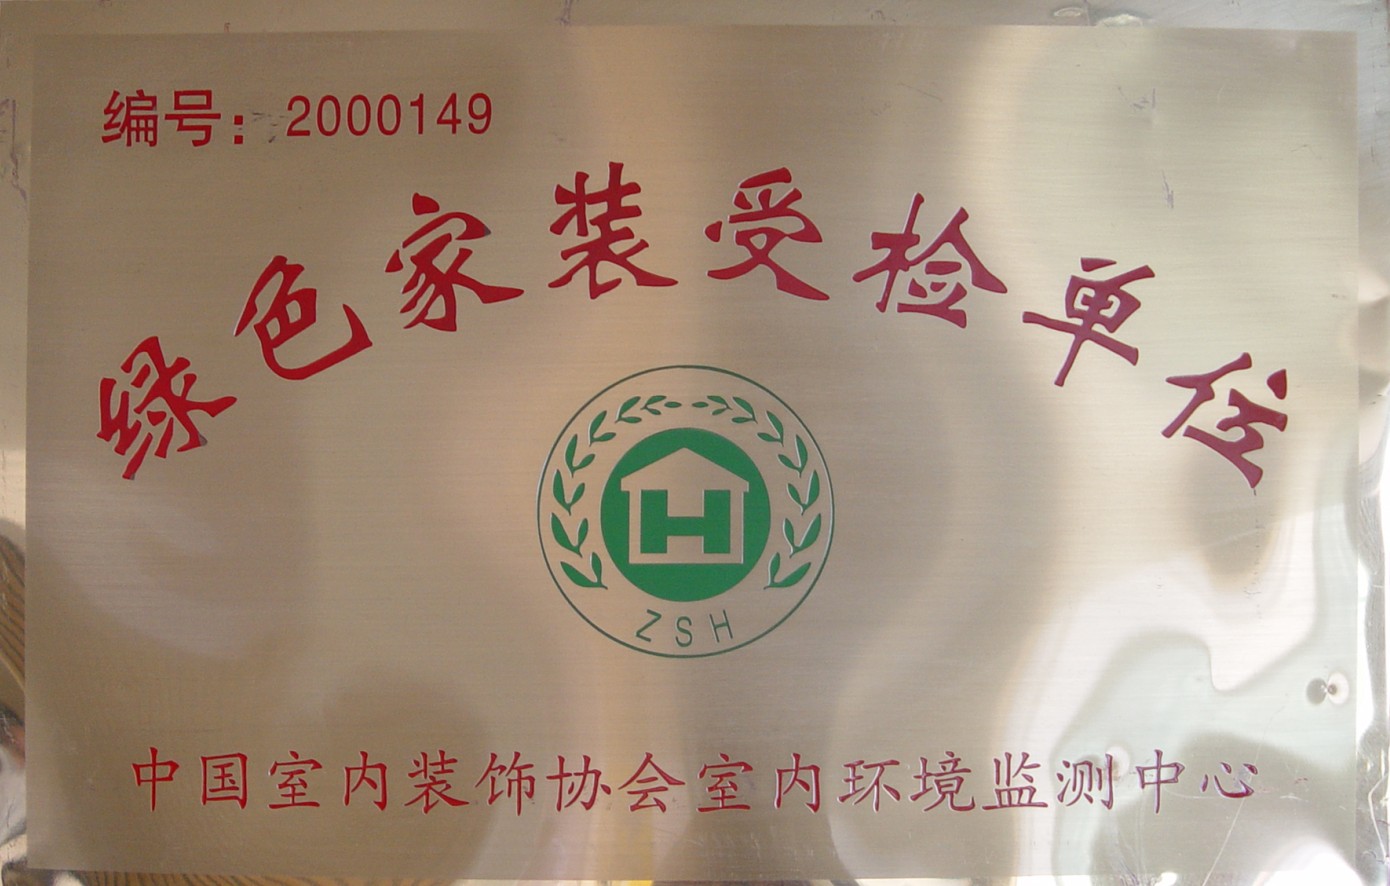 编号：2000149
绿色家装受检单位
H
ZSH
中国室内装饰协会室内环境监测中心